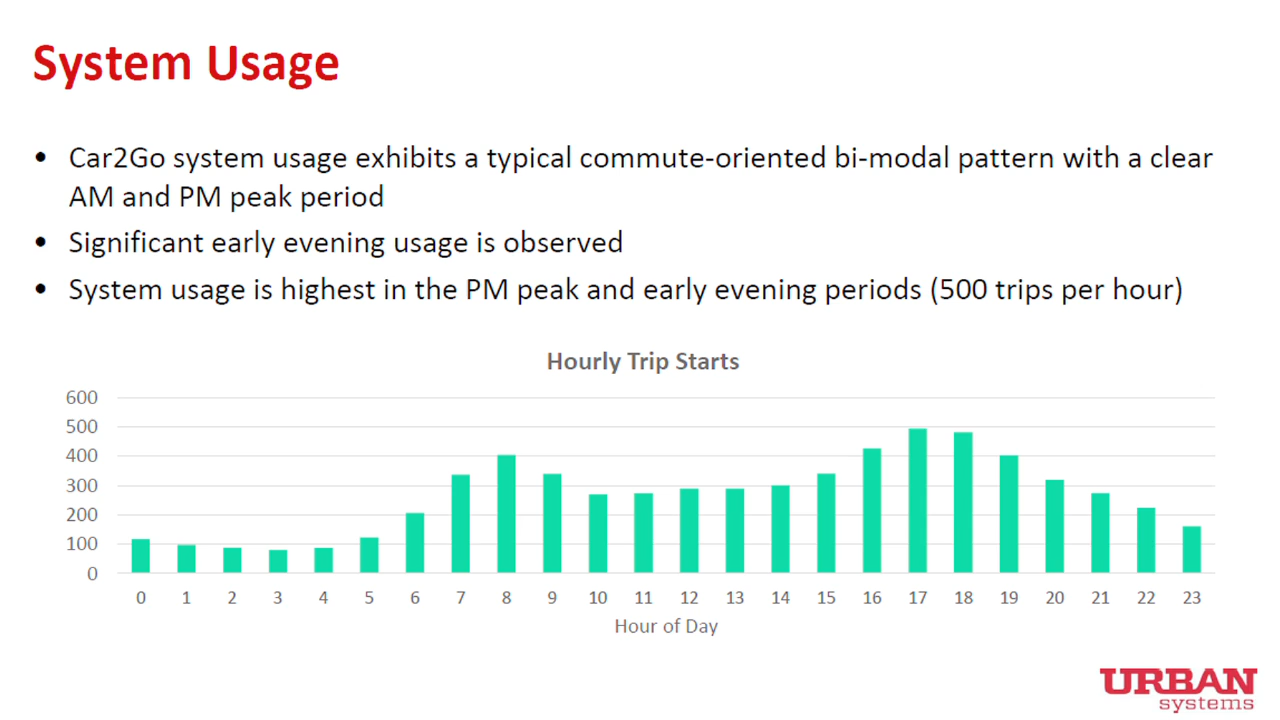 System Usage
• Car2Go system usage exhibits a typical commute-oriented bi-modal pattern with a clear
AM and PM peak period
• Significant early evening usage is observed
• System usage is highest in the PM peak and early evening periods (500 trips per hour)
Hourly Trip Starts
600
500
400
300
200
100
0
0 1 2 3 4 5 6 7 8 9 10 11 12 13 14 15 16 17 18 19 20 21 22 23
Hour of Day
URBAN
systems